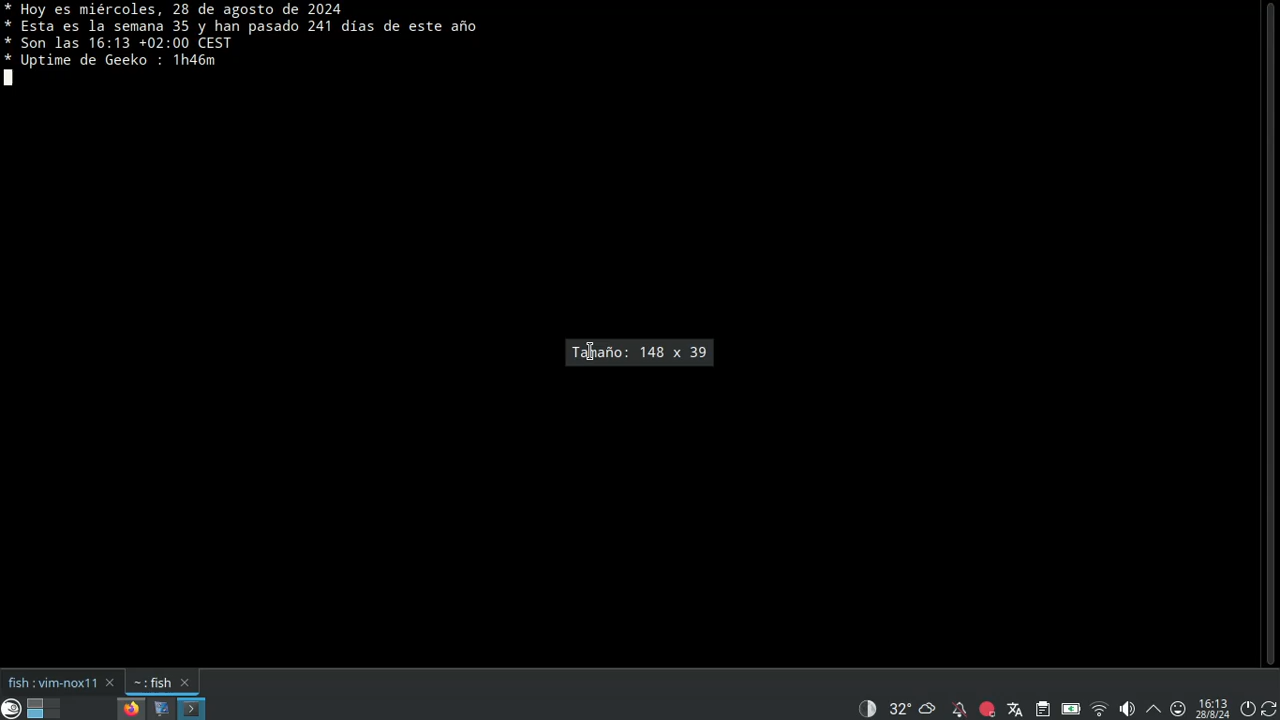 * Hoy es miércoles, 28 de agosto de 2024
* Esta es la semana 35 y han pasado 241 días de este año
* Son las 16:13 +02:00 CEST
* Uptime de Geeko : 1h46m
Tamaño: 148 x 39
fish : vim-nox11
~ : fish
32°
16:13
28/8/24